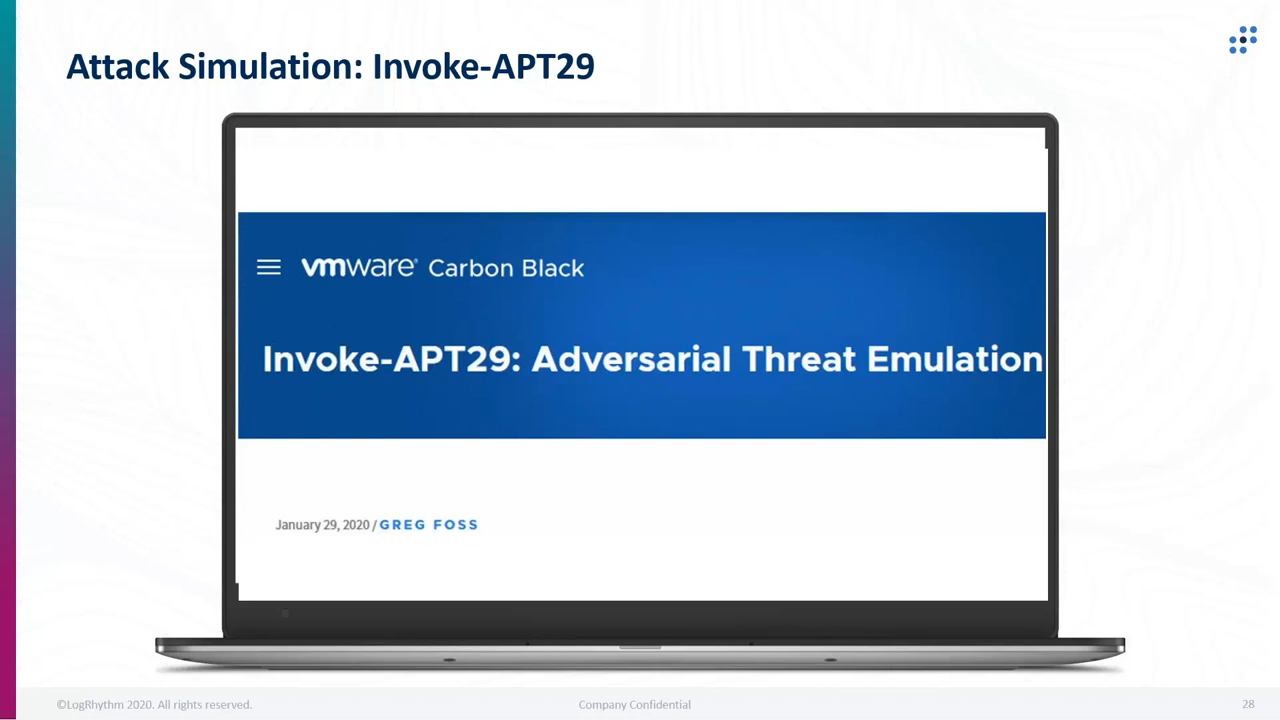 Attack Simulation: Invoke-APT29
vmware® Carbon Black
Invoke-APT29: Adversarial Threat Emulation
January 29, 2020 / GREG FOSS
©LogRhythm 2020. All rights reserved.
Company Confidential
28